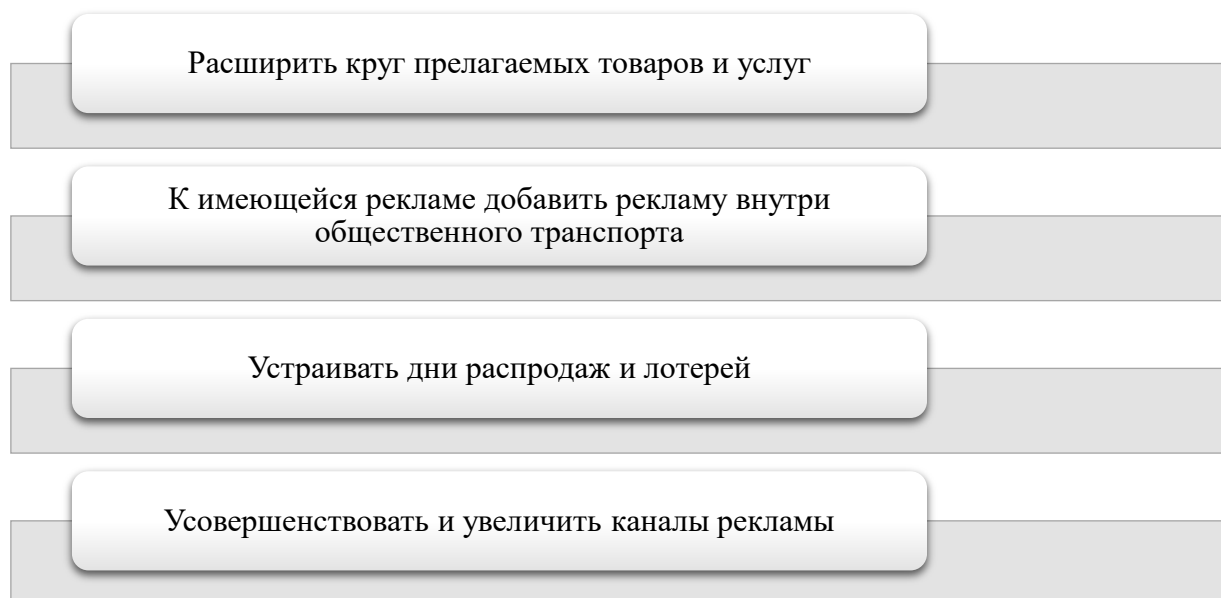 Расширить круг прелагаемых товаров и услуг
К имеющейся рекламе добавить рекламу внутри
общественного транспорта
Устраивать дни распродаж и лотерей
Усовершенствовать и увеличить каналы рекламы